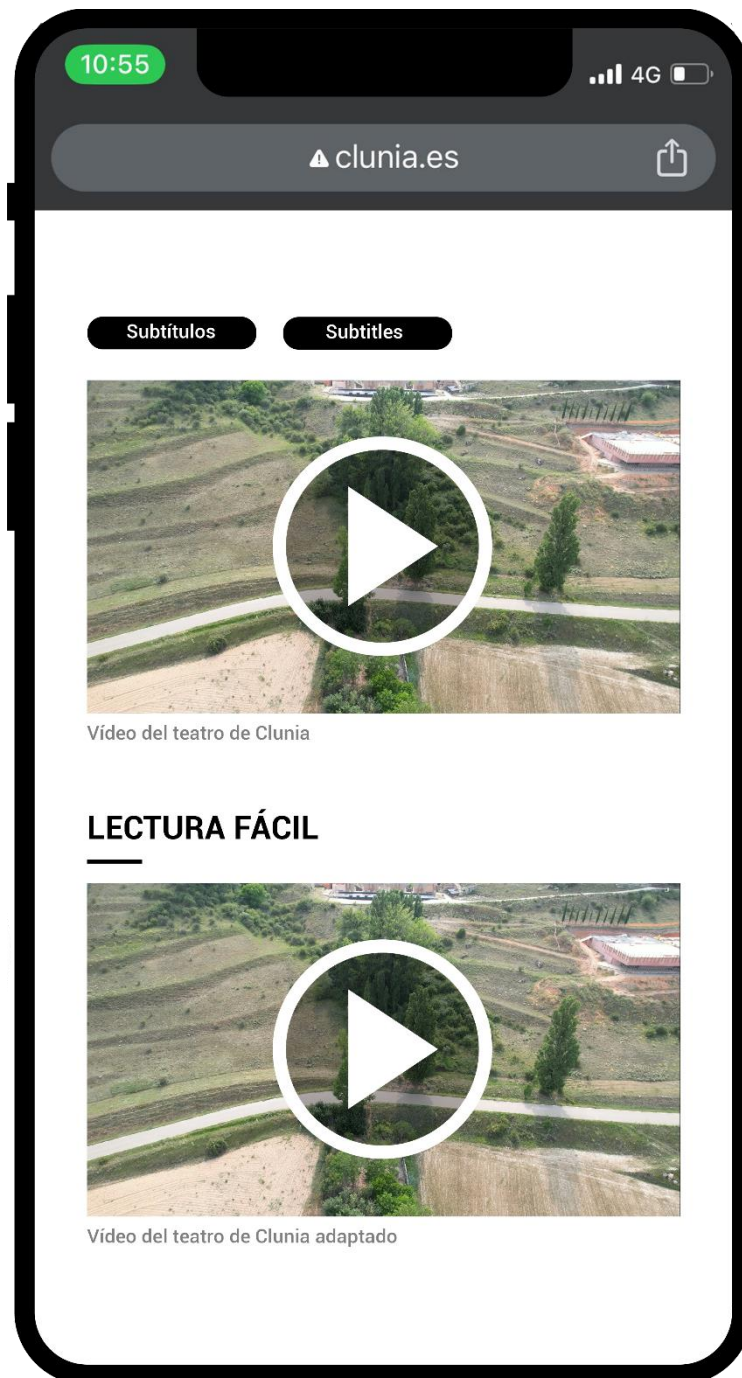 10:55
4G
clunia.es
Subtítulos
Subtitles
Vídeo del teatro de Clunia
LECTURA FÁCIL
Vídeo del teatro de Clunia adaptado